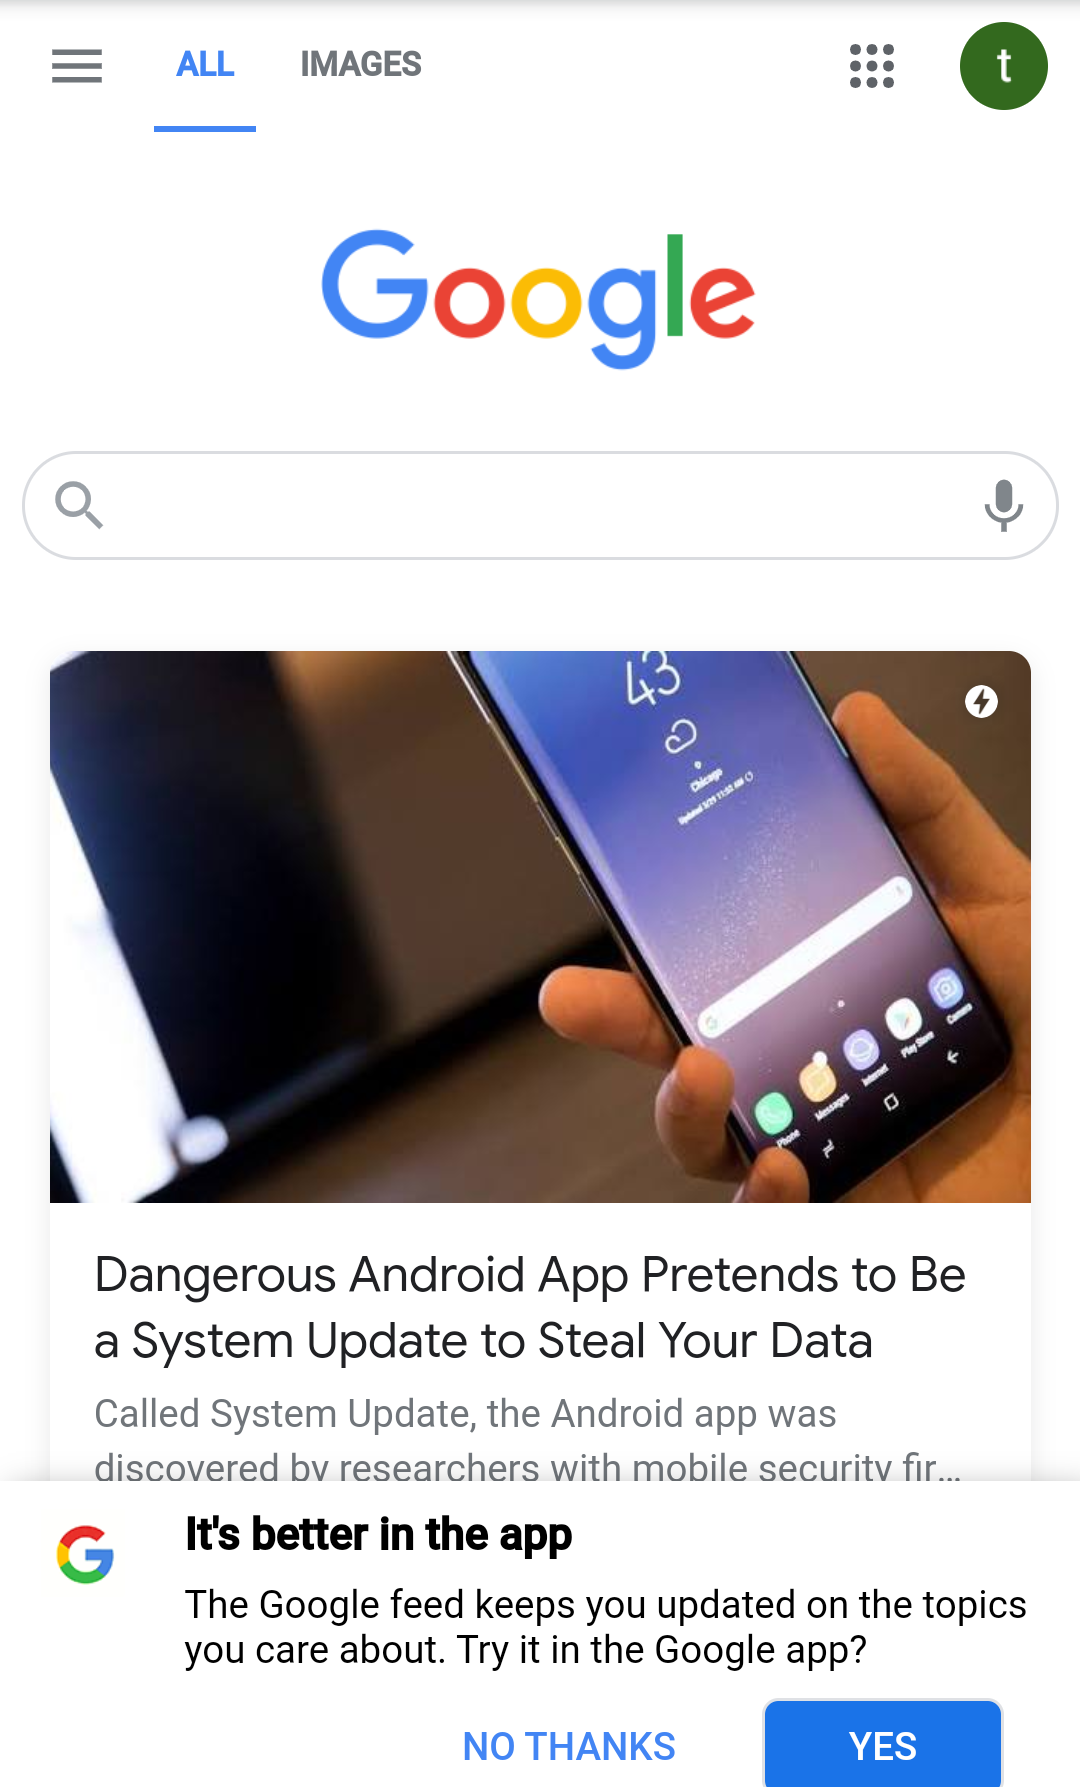 ALL IMAGES t
Google
43
Chicago
Phone
Messages
Internet
Play Store
Camera
Dangerous Android App Pretends to Be
a System Update to Steal Your Data
Called System Update, the Android app was
discovered by researchers with mobile security fir...
It's better in the app
The Google feed keeps you updated on the topics
you care about. Try it in the Google app?
NO THANKS YES